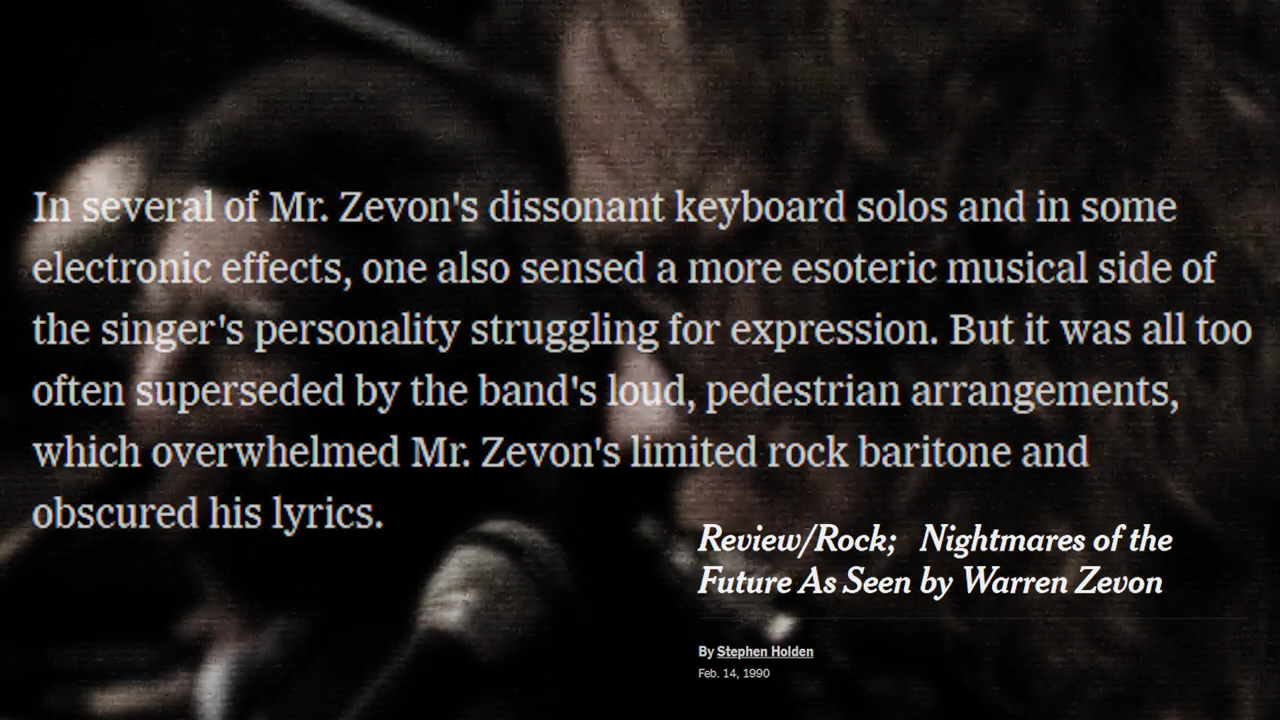 In several of Mr. Zevon's dissonant keyboard solos and in some
electronic effects, one also sensed a more esoteric musical side of
the singer's personality struggling for expression. But it was all too
often superseded by the band's loud, pedestrian arrangements,
which overwhelmed Mr. Zevon's limited rock baritone and
obscured his lyrics.
Review/Rock; Nightmares of the
Future As Seen by Warren Zevon
By Stephen Holden
Feb. 14, 1990